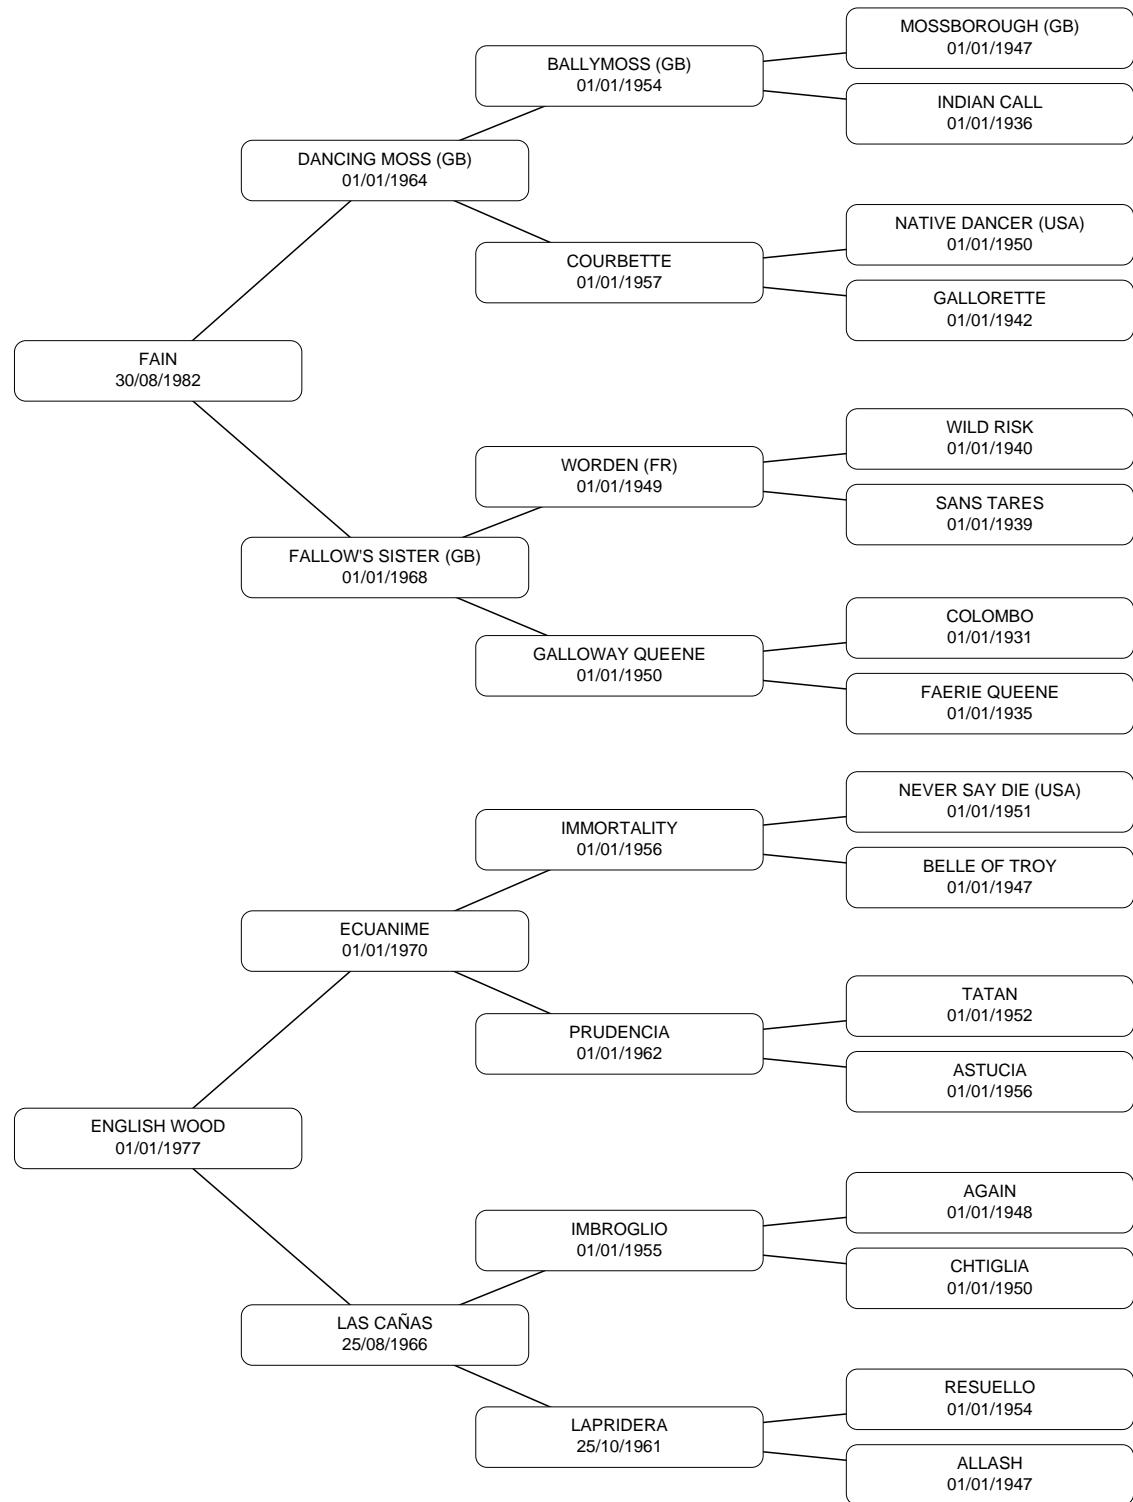 MOSSBOROUGH (GB)
01/01/1947
BALLYMOSS (GB)
01/01/1954
INDIAN CALL
01/01/1936
DANCING MOSS (GB)
01/01/1964
NATIVE DANCER (USA)
01/01/1950
COURBETTE
01/01/1957
GALLORETTE
01/01/1942
FAIN
30/08/1982
WILD RISK
01/01/1940
WORDEN (FR)
01/01/1949
SANS TARES
01/01/1939
FALLOW'S SISTER (GB)
01/01/1968
COLOMBO
01/01/1931
GALLOWAY QUEENE
01/01/1950
FAERIE QUEENE
01/01/1935
NEVER SAY DIE (USA)
01/01/1951
IMMORTALITY
01/01/1956
BELLE OF TROY
01/01/1947
ECUANIME
01/01/1970
TATAN
01/01/1952
PRUDENCIA
01/01/1962
ASTUCIA
01/01/1956
ENGLISH WOOD
01/01/1977
AGAIN
01/01/1948
IMBROGLIO
01/01/1955
CHTIGLIA
01/01/1950
LAS CAÑAS
25/08/1966
RESUELLO
01/01/1954
LAPRIDERA
25/10/1961
ALLASH
01/01/1947